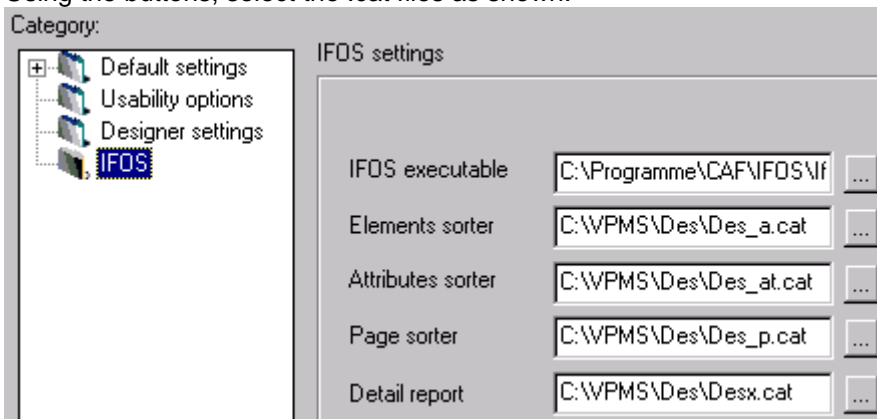 Category:
Default settings
Usability options
Designer settings
IFOS
IFOS settings
IFOS executable C:\Programme\CAF\IFOS\If ...
Elements sorter C:\VPMS\Des\Des_a.cat ...
Attributes sorter C:\VPMS\Des\Des_at.cat ...
Page sorter C:\VPMS\Des\Des_p.cat ...
Detail report C:\VPMS\Des\Desx.cat ...